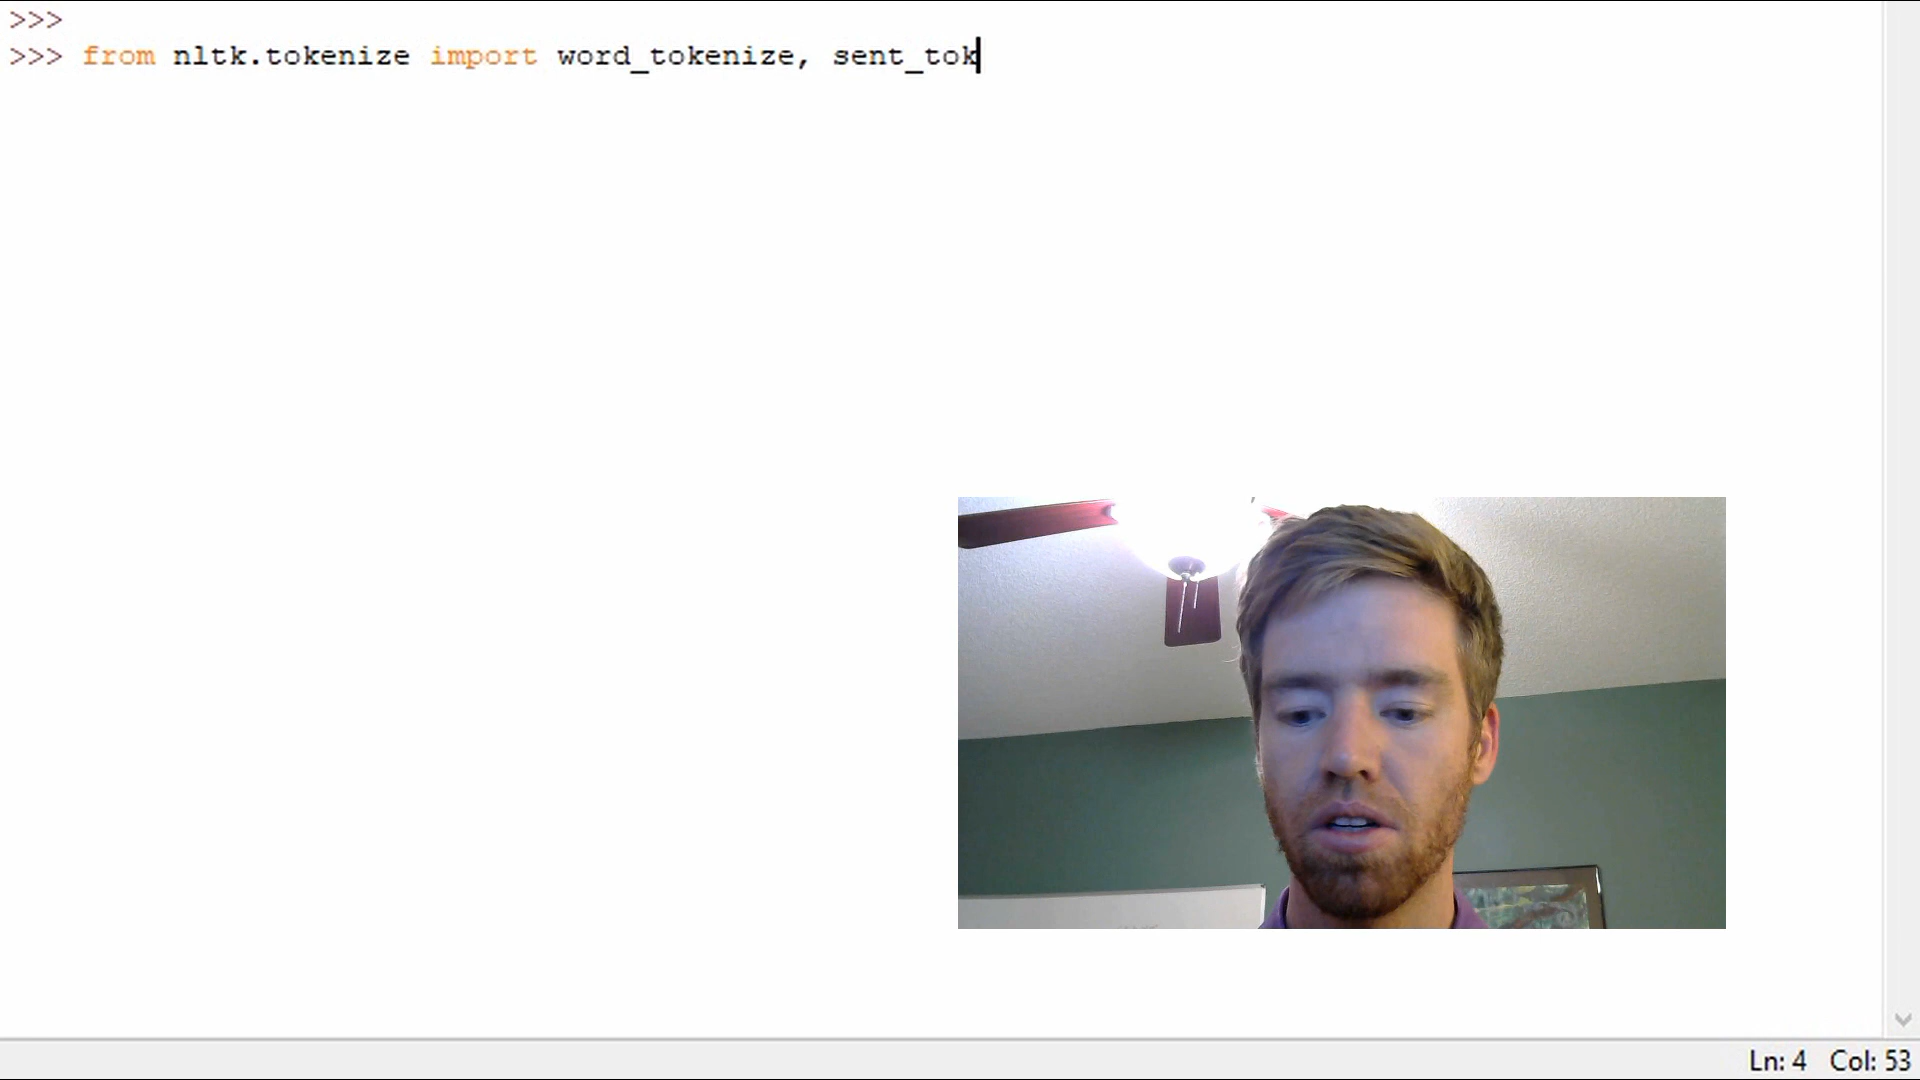 >>>
>>> from nltk.tokenize import word_tokenize, sent_tok
Ln: 4 Col: 53